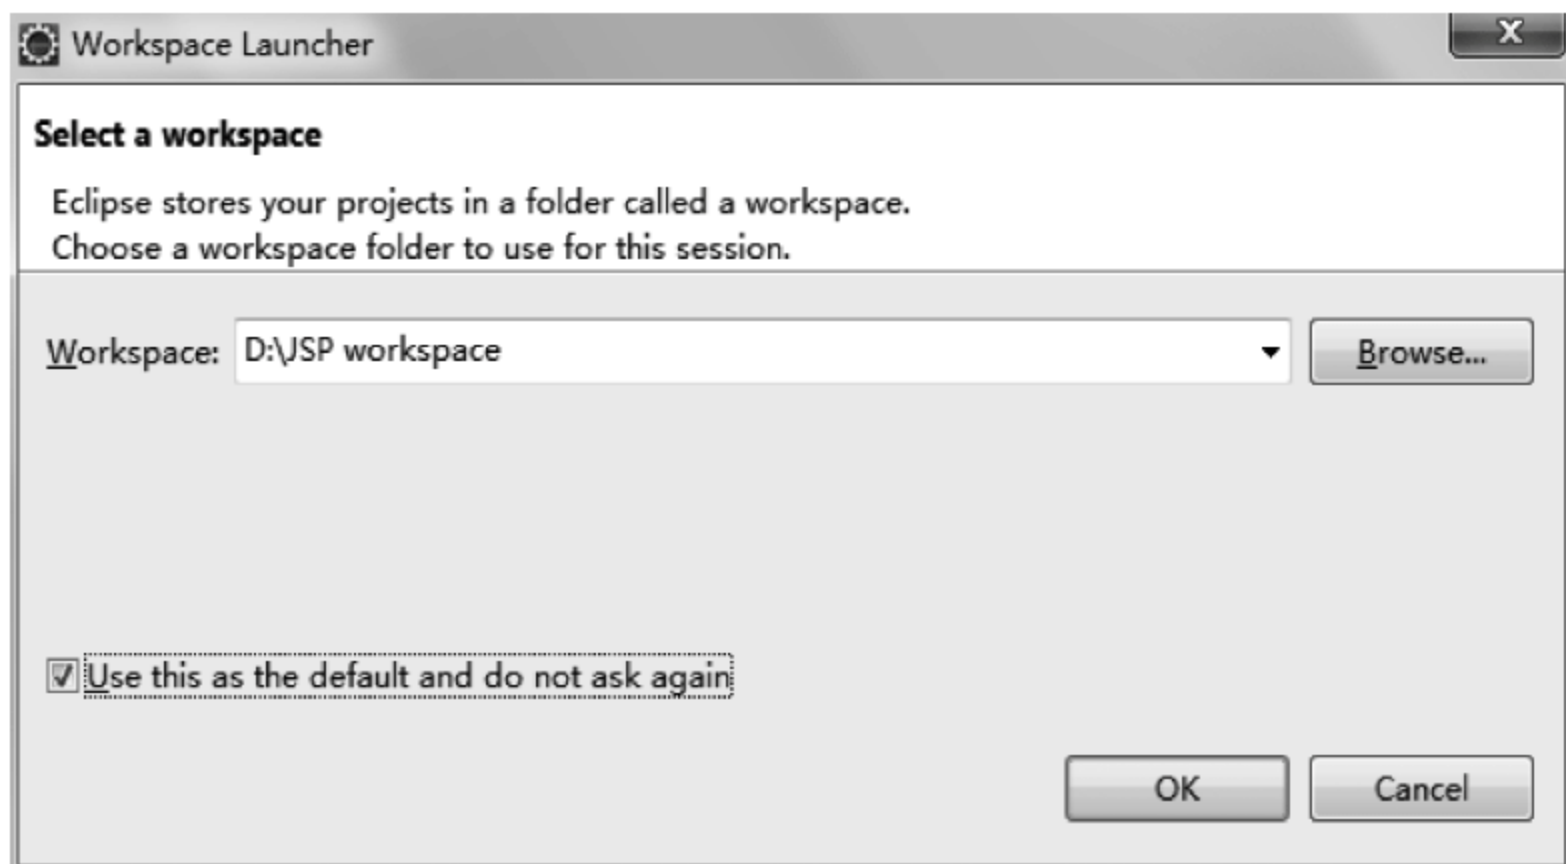 Workspace Launcher
X
Select a workspace
Eclipse stores your projects in a folder called a workspace.
Choose a workspace folder to use for this session.
Workspace: D:\JSP workspace Browse...
Use this as the default and do not ask again
OK Cancel